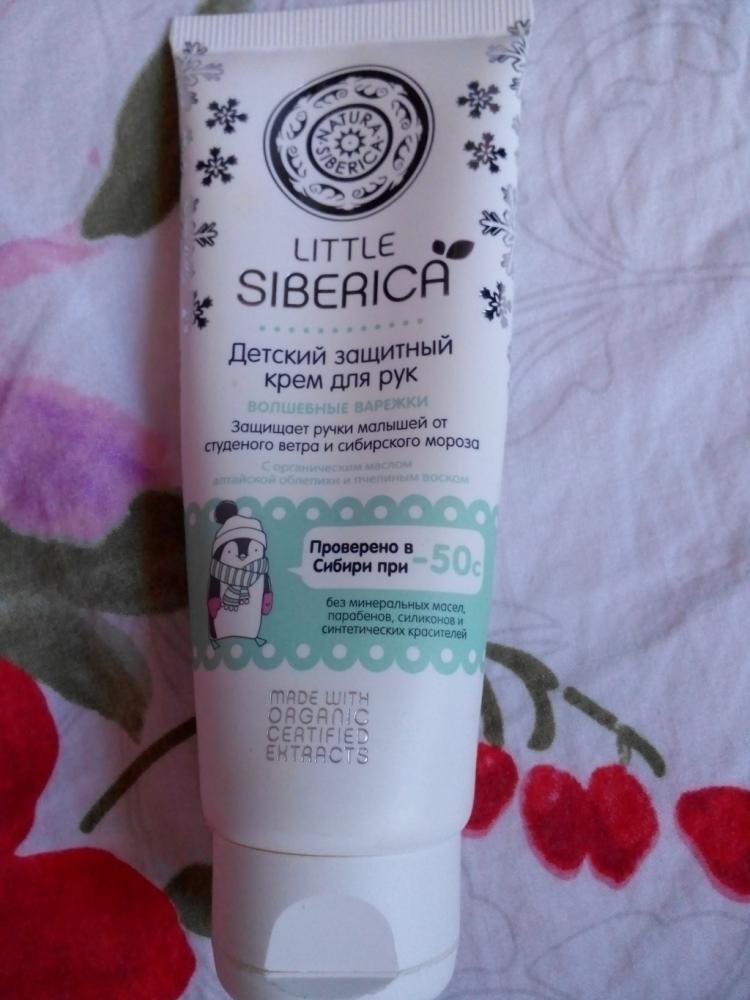 NATURA
SIBERICA
LITTLE
SIBERICA
Детский защитный
крем для рук
ВОЛШЕБНЫЕ ВАРЕЖКИ
Защищает ручки малышей от
студеного ветра и сибирского мороза
С органическим маслом
алтайской облепихи и пчелиным воском
Проверено в
Сибири при -50с
без минеральных масел,
парабенов, силиконов и
синтетических красителей
MADE WITH
ORGANIC
CERTIFIED
EXTRACTS